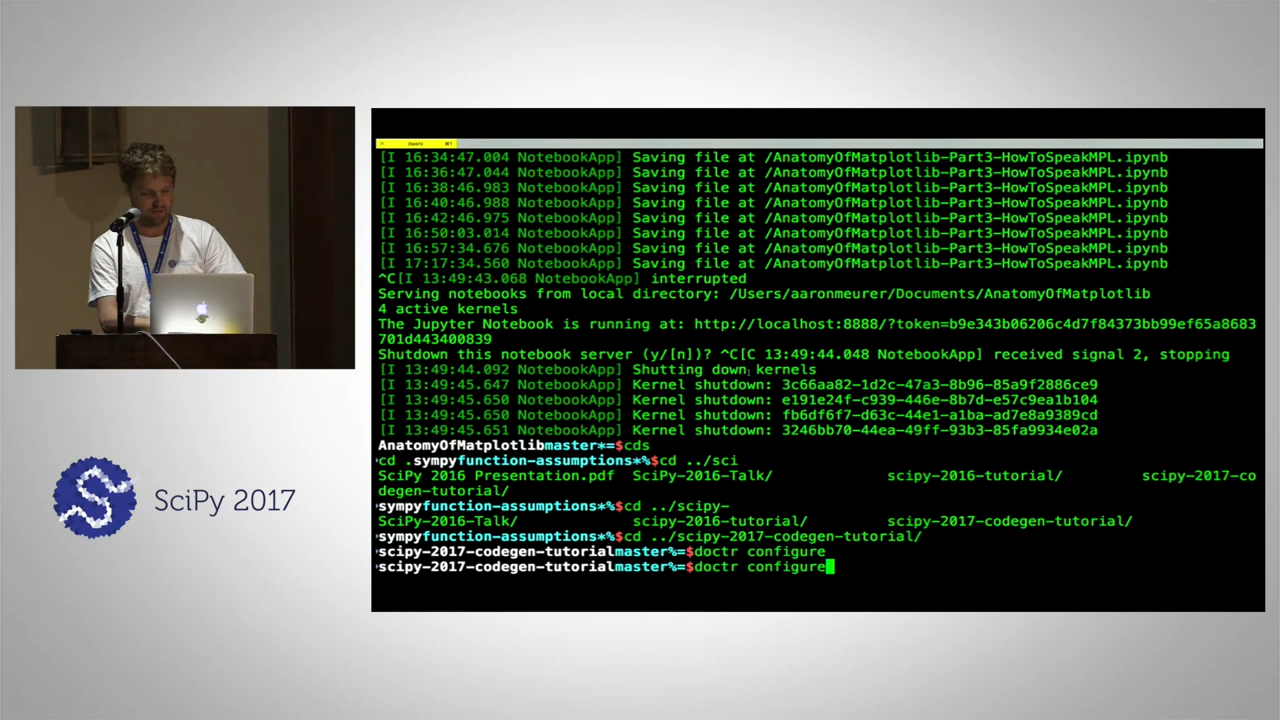 (bash) ⌘1
[I 16:34:47.004 NotebookApp] Saving file at /AnatomyOfMatplotlib-Part3-HowToSpeakMPL.ipynb
[I 16:36:47.044 NotebookApp] Saving file at /AnatomyOfMatplotlib-Part3-HowToSpeakMPL.ipynb
[I 16:38:46.983 NotebookApp] Saving file at /AnatomyOfMatplotlib-Part3-HowToSpeakMPL.ipynb
[I 16:40:46.988 NotebookApp] Saving file at /AnatomyOfMatplotlib-Part3-HowToSpeakMPL.ipynb
[I 16:42:46.975 NotebookApp] Saving file at /AnatomyOfMatplotlib-Part3-HowToSpeakMPL.ipynb
[I 16:50:03.014 NotebookApp] Saving file at /AnatomyOfMatplotlib-Part3-HowToSpeakMPL.ipynb
[I 16:57:34.676 NotebookApp] Saving file at /AnatomyOfMatplotlib-Part3-HowToSpeakMPL.ipynb
[I 17:17:34.560 NotebookApp] Saving file at /AnatomyOfMatplotlib-Part3-HowToSpeakMPL.ipynb
^C[I 13:49:43.068 NotebookApp] interrupted
Serving notebooks from local directory: /Users/aaronmeurer/Documents/AnatomyOfMatplotlib
4 active kernels
The Jupyter Notebook is running at: http://localhost:8888/?token=b9e343b06206c4d7f84373bb99ef65a8683
701d443400839
Shutdown this notebook server (y/[n])? ^C[C 13:49:44.048 NotebookApp] received signal 2, stopping
[I 13:49:44.092 NotebookApp] Shutting down kernels
[I 13:49:45.647 NotebookApp] Kernel shutdown: 3c66aa82-1d2c-47a3-8b96-85a9f2886ce9
[I 13:49:45.650 NotebookApp] Kernel shutdown: e191e24f-c939-446e-8b7d-e57c9ea1b104
[I 13:49:45.650 NotebookApp] Kernel shutdown: fb6df6f7-d63c-44e1-a1ba-ad7e8a9389cd
[I 13:49:45.651 NotebookApp] Kernel shutdown: 3246bb70-44ea-49ff-93b3-85fa9934e02a
AnatomyOfMatplotlibmaster*=$cds
cd .sympyfunction-assumptions*%$cd ../sci
SciPy 2016 Presentation.pdf SciPy-2016-Talk/ scipy-2016-tutorial/ scipy-2017-co
degen-tutorial/
sympyfunction-assumptions*%$cd ../scipy-
SciPy-2016-Talk/ scipy-2016-tutorial/ scipy-2017-codegen-tutorial/
sympyfunction-assumptions*%$cd ../scipy-2017-codegen-tutorial/
scipy-2017-codegen-tutorialmaster%=$doctr configure
scipy-2017-codegen-tutorialmaster%=$doctr configure
SciPy 2017